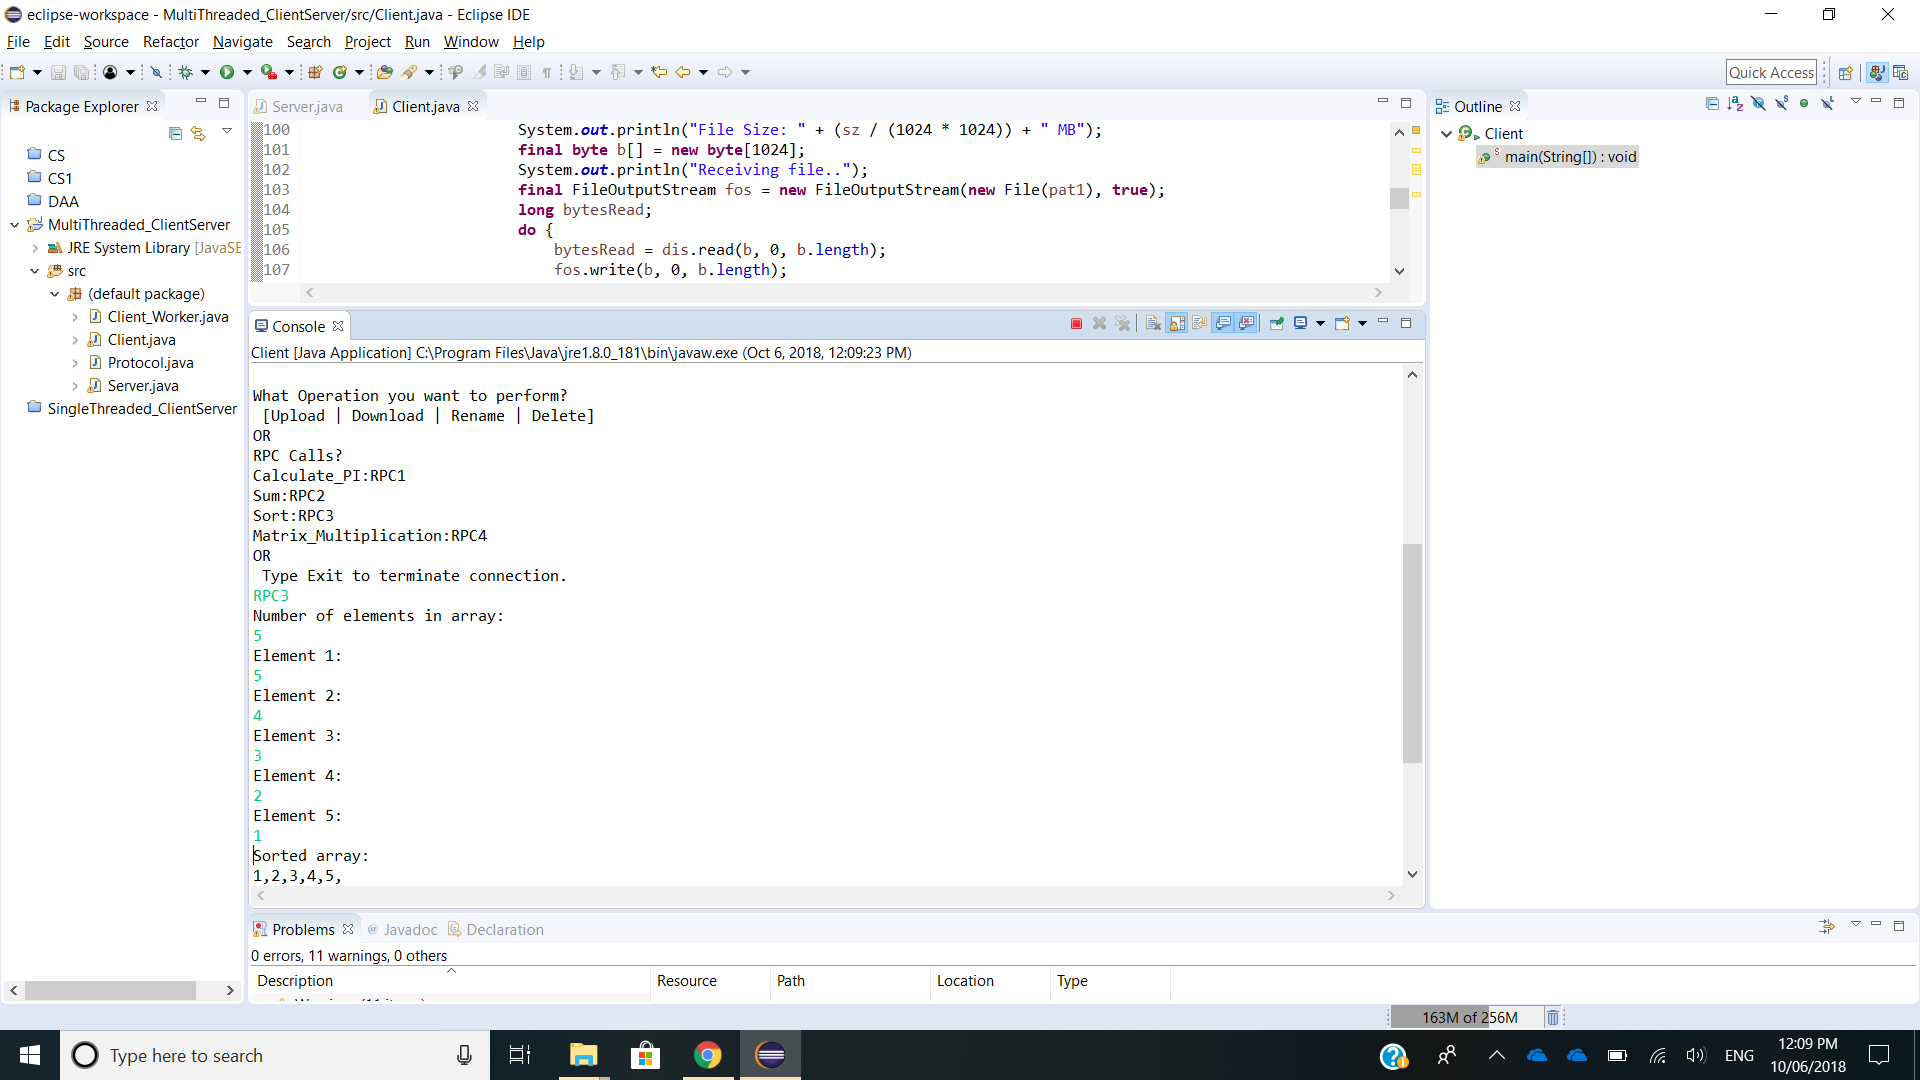 eclipse-workspace - MultiThreaded_ClientServer/src/Client.java - Eclipse IDE
File Edit Source Refactor Navigate Search Project Run Window Help
Quick Access
Package Explorer
CS
CS1
DAA
MultiThreaded_ClientServer
JRE System Library [JavaSE
src
(default package)
Client_Worker.java
Client.java
Protocol.java
Server.java
SingleThreaded_ClientServer
Server.java Client.java
100 System.out.println("File Size: " + (sz / (1024 * 1024)) + " MB");
101 final byte b[] = new byte[1024];
102 System.out.println("Receiving file..");
103 final FileOutputStream fos = new FileOutputStream(new File(pat1), true);
104 long bytesRead;
105 do {
106 bytesRead = dis.read(b, 0, b.length);
107 fos.write(b, 0, b.length);
Console
Client [Java Application] C:\Program Files\Java\jre1.8.0_181\bin\javaw.exe (Oct 6, 2018, 12:09:23 PM)
What Operation you want to perform?
[Upload | Download | Rename | Delete]
OR
RPC Calls?
Calculate_PI:RPC1
Sum:RPC2
Sort:RPC3
Matrix_Multiplication:RPC4
OR
Type Exit to terminate connection.
RPC3
Number of elements in array:
5
Element 1:
5
Element 2:
4
Element 3:
3
Element 4:
2
Element 5:
1
Sorted array:
1,2,3,4,5,
Outline
Client
main(String[]) : void
Problems @ Javadoc Declaration
0 errors, 11 warnings, 0 others
Description Resource Path Location Type
163M of 256M
Type here to search
ENG
12:09 PM
10/06/2018